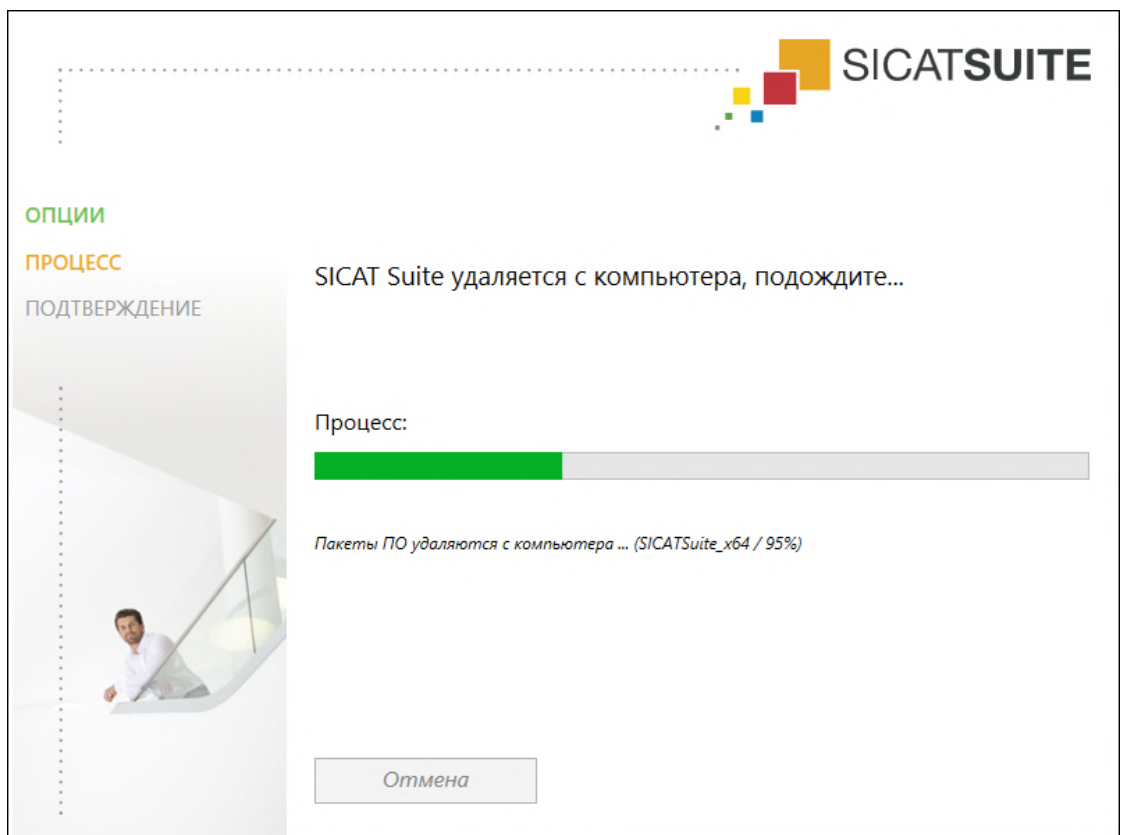 SICATSUITE
ОПЦИИ
ПРОЦЕСС
ПОДТВЕРЖДЕНИЕ
SICAT Suite удаляется с компьютера, подождите...
Процесс:
Пакеты ПО удаляются с компьютера ... (SICATSuite_x64 / 95%)
Отмена